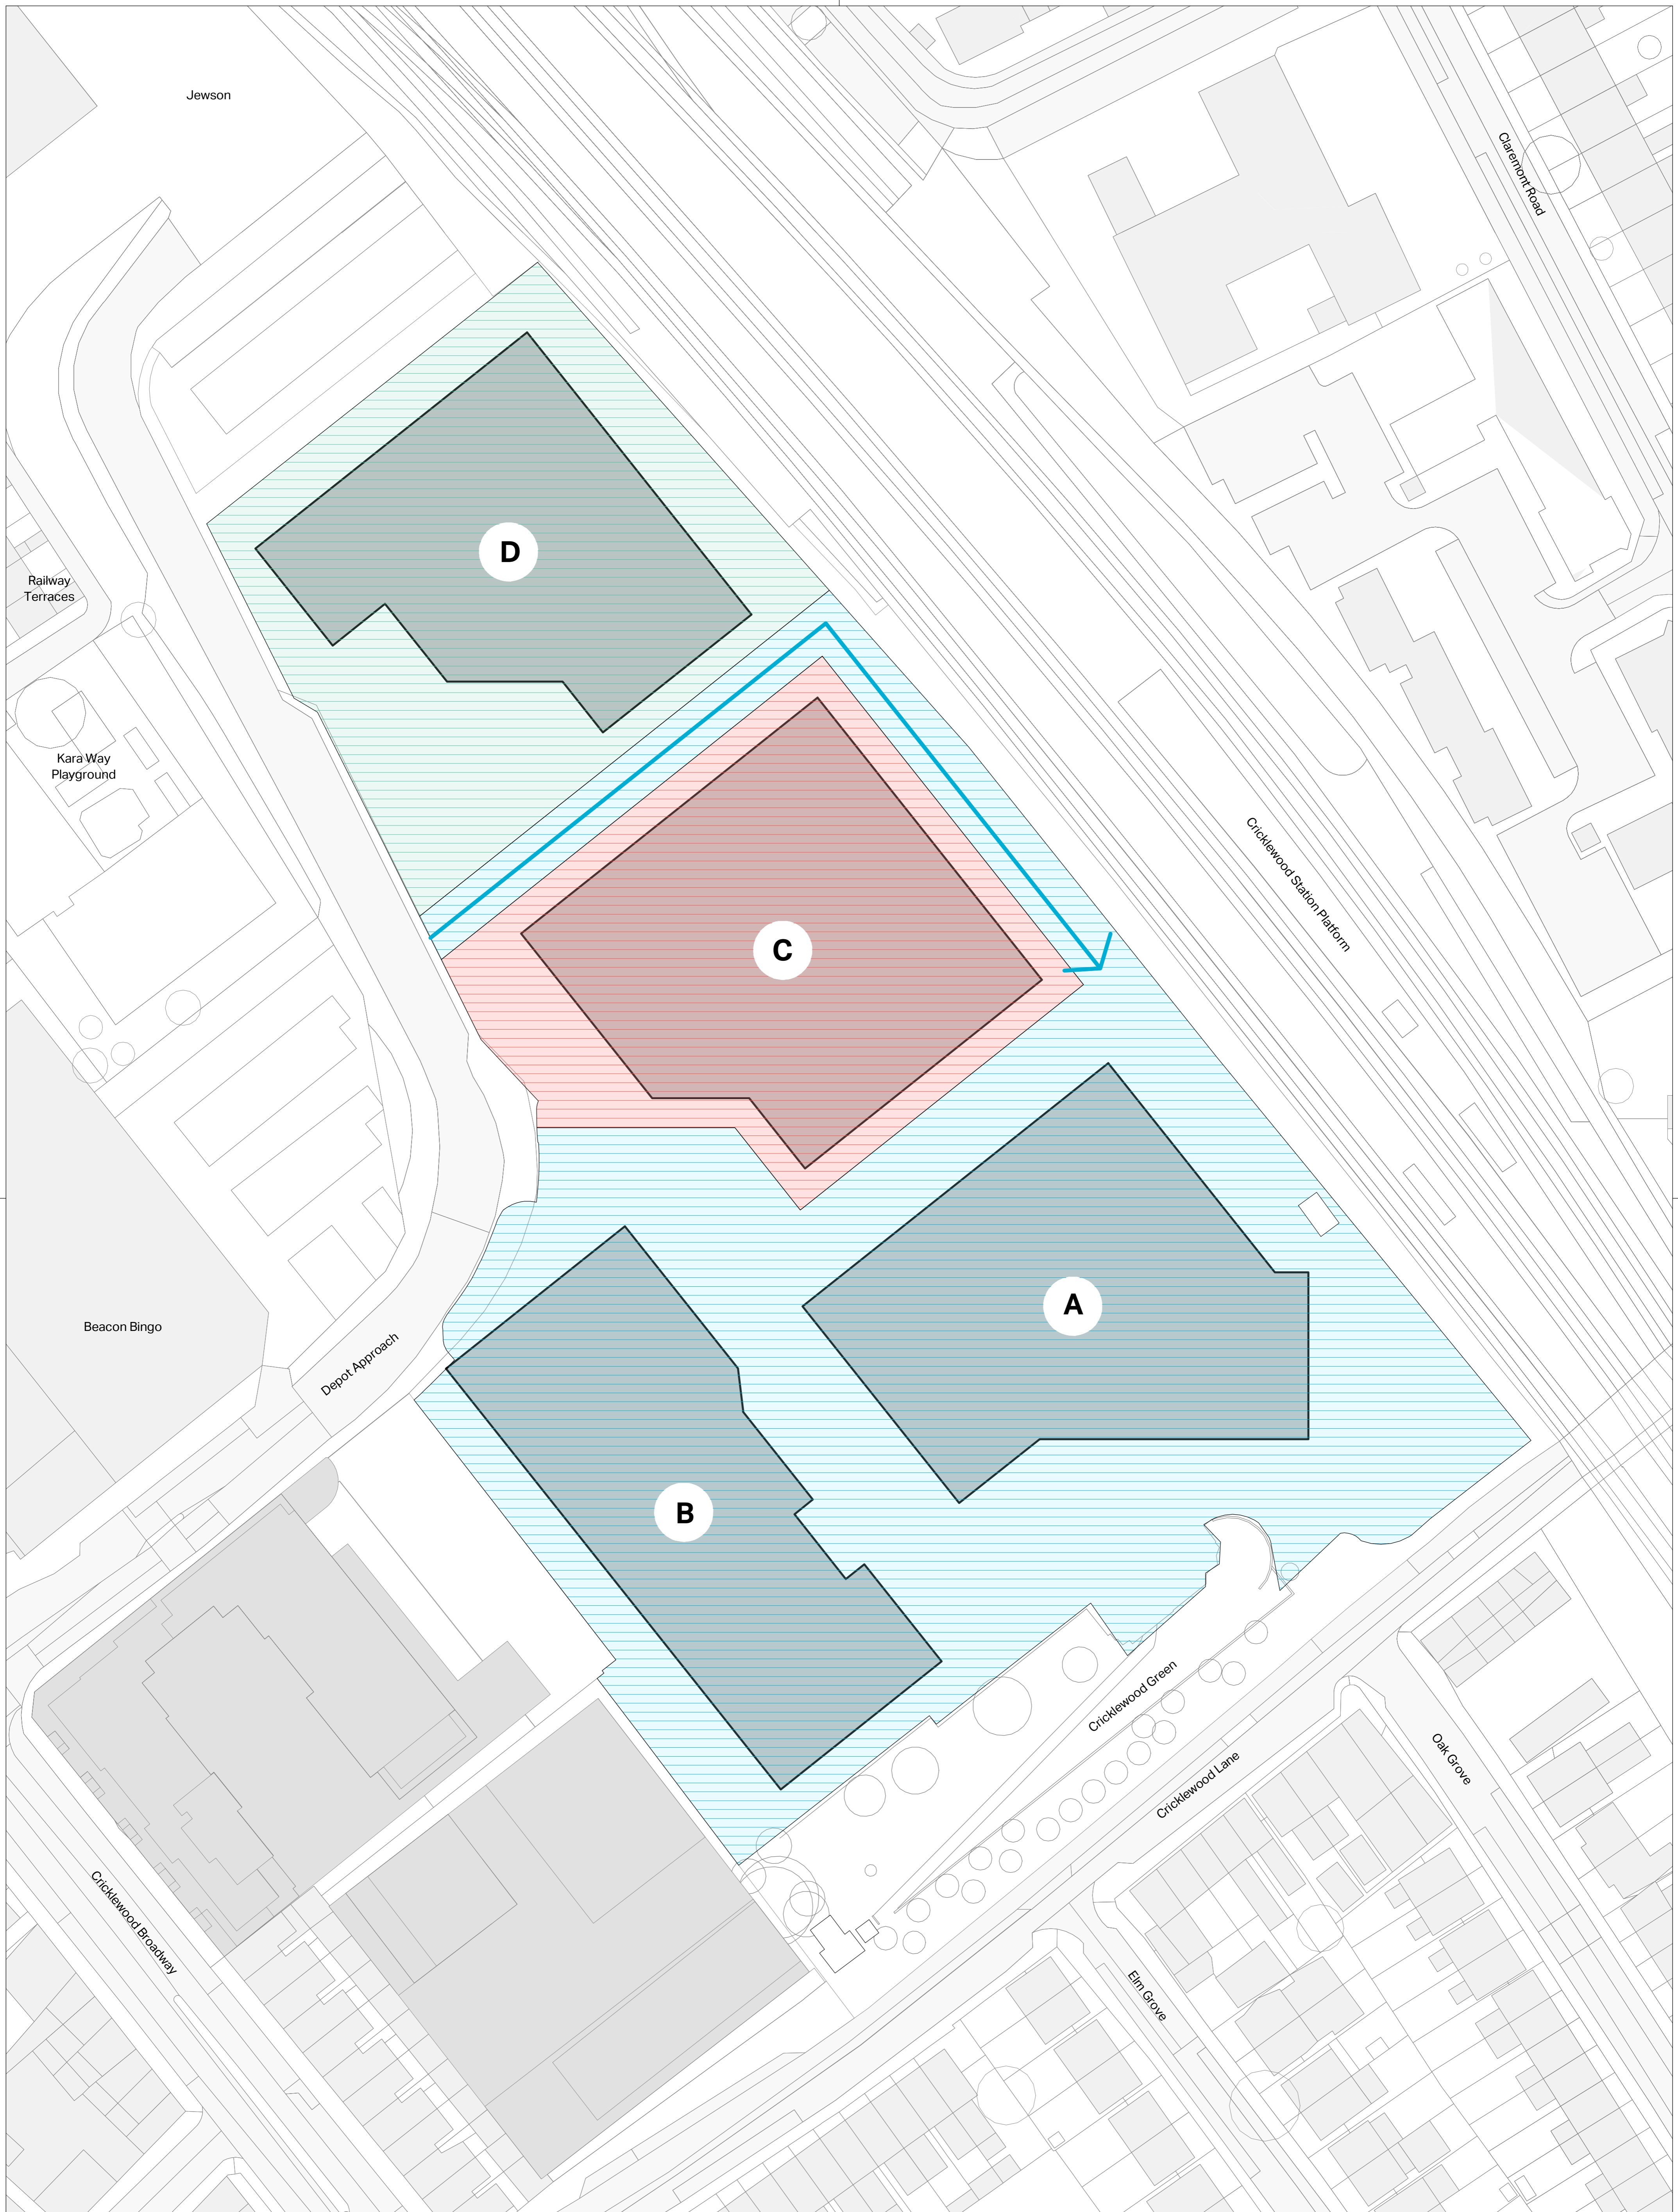 Jewson
Claremont Road
D
Railway
Terraces
Kara Way
Playground
Cricklewood Station Platform
C
A
Beacon Bingo
Depot Approach
B
Cricklewood Green
Cricklewood Lane
Oak Grove
Cricklewood Broadway
Elm Grove